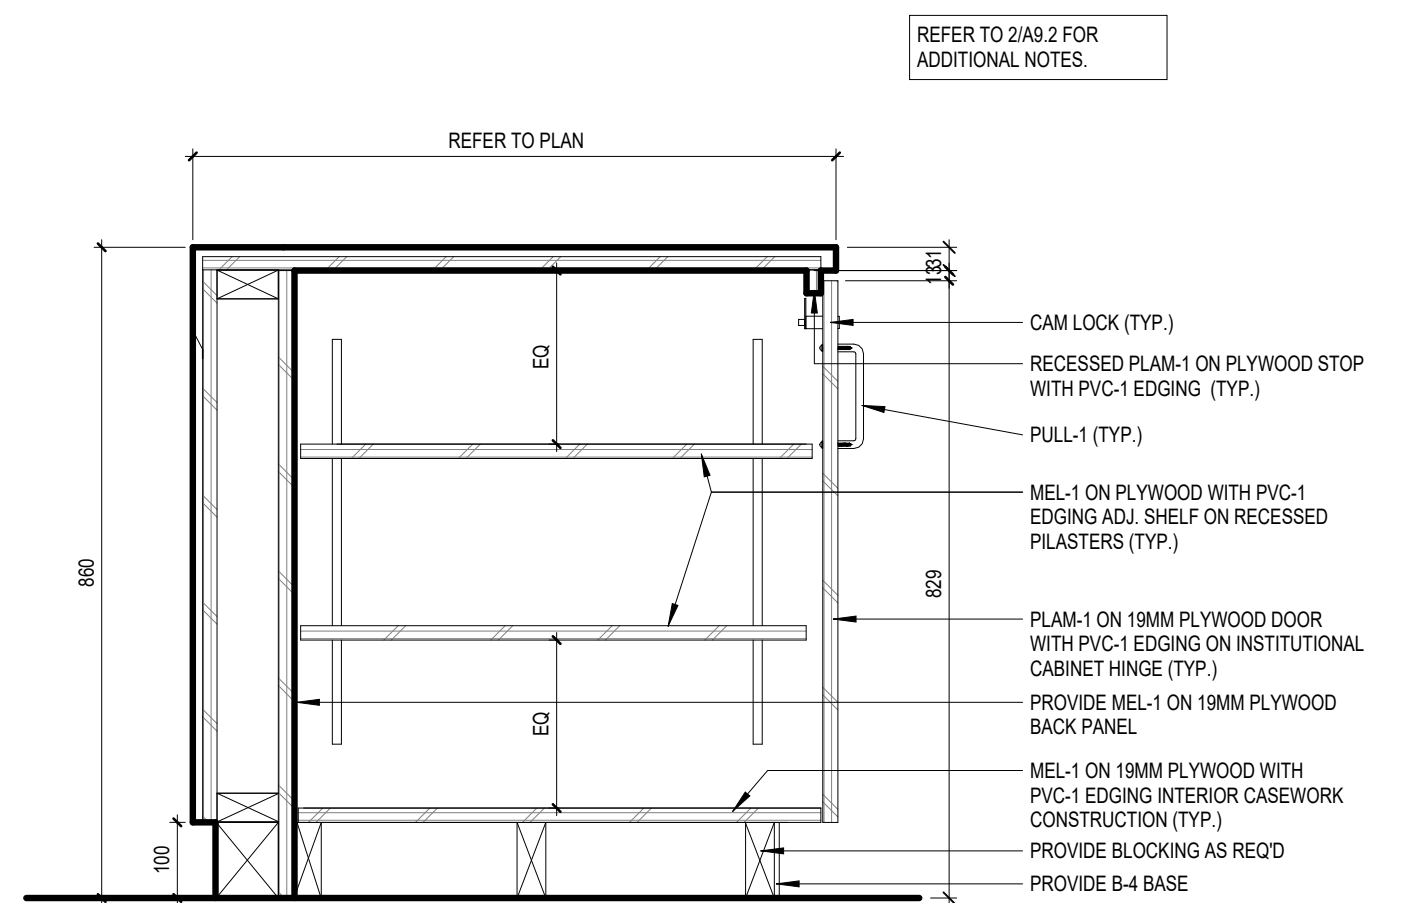 REFER TO 2/A9.2 FOR
ADDITIONAL NOTES.
REFER TO PLAN
31
13
CAM LOCK (TYP.)
RECESSED PLAM-1 ON PLYWOOD STOP
WITH PVC-1 EDGING (TYP.)
EQ
PULL-1 (TYP.)
MEL-1 ON PLYWOOD WITH PVC-1
EDGING ADJ. SHELF ON RECESSED
PILASTERS (TYP.)
860
829
PLAM-1 ON 19MM PLYWOOD DOOR
WITH PVC-1 EDGING ON INSTITUTIONAL
CABINET HINGE (TYP.)
PROVIDE MEL-1 ON 19MM PLYWOOD
BACK PANEL
EQ
MEL-1 ON 19MM PLYWOOD WITH
PVC-1 EDGING INTERIOR CASEWORK
CONSTRUCTION (TYP.)
100
PROVIDE BLOCKING AS REQ'D
PROVIDE B-4 BASE